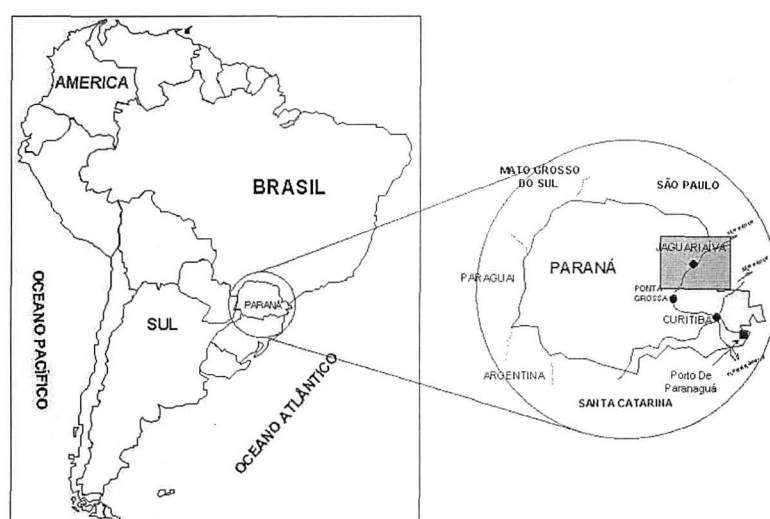 AMERICA
BRASIL
SUL
PARANÁ
OCEANO PACÍFICO
OCEANO ATLÂNTICO
MATO GROSSO
DO SUL
SÃO PAULO
JAGUARIAÍVA
PARAGUAI
PARANÁ
PONTA
GROSSA
CURITIBA
ARGENTINA
Porto De
Paranaguá
SANTA CATARINA